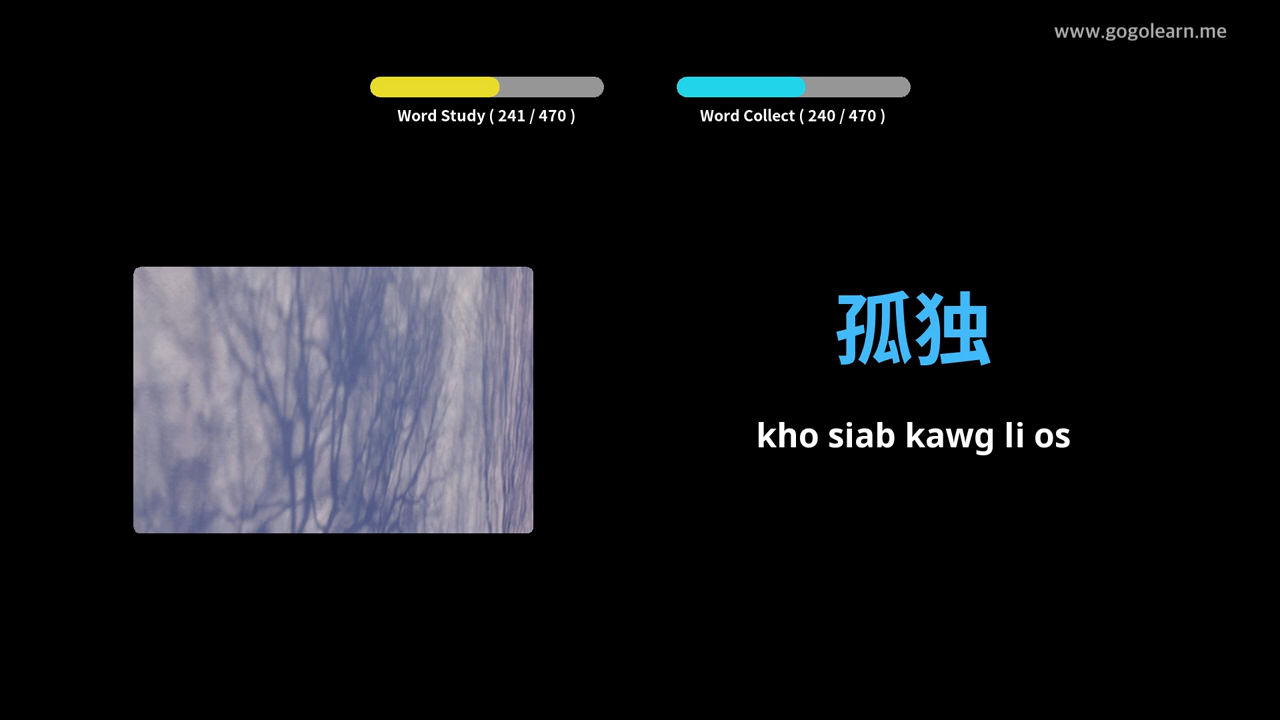 www.gogolearn.me
Word Study ( 241 / 470 )
Word Collect ( 240 / 470 )
孤独
kho siab kawg li os